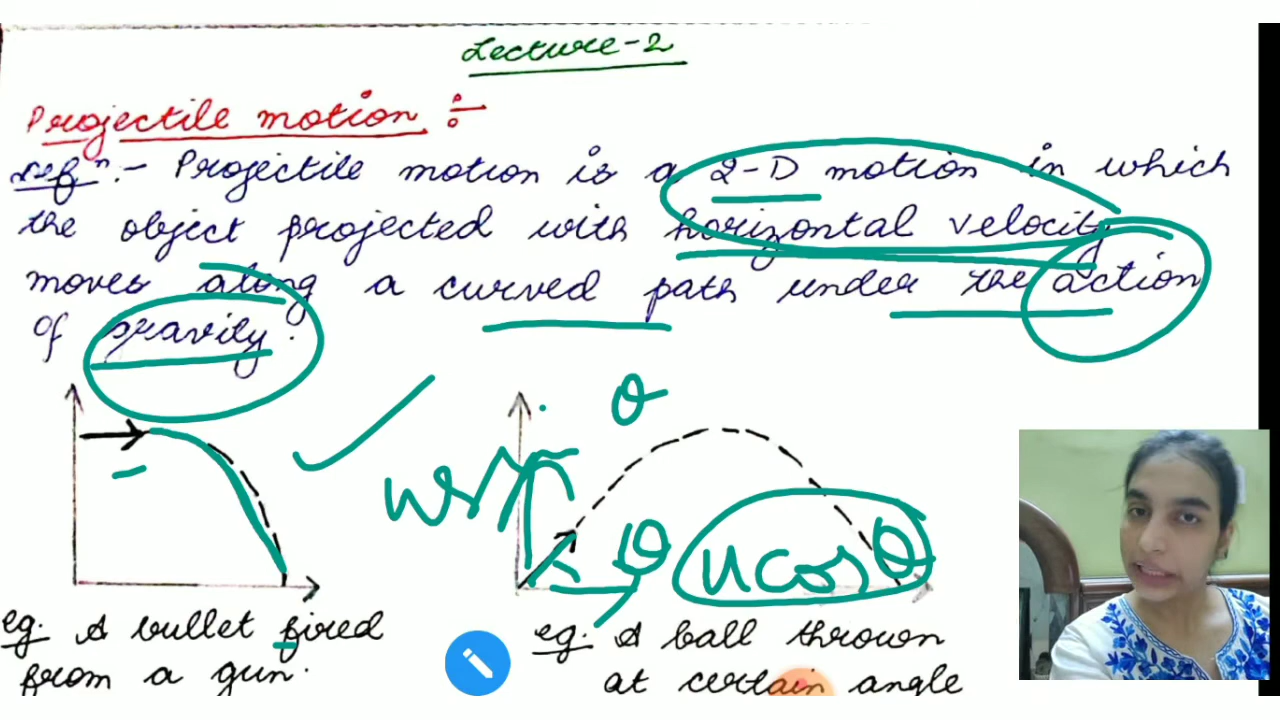 Lecture-2
Projectile motion ÷
Defⁿ:- Projectile motion is a 2-D motion in which
the object projected with horizontal velocity
moves along a curved path under the action
of gravity.
θ
θ
ucosθ
eg. A bullet fired
from a gun.
eg. A ball thrown
at certain angle